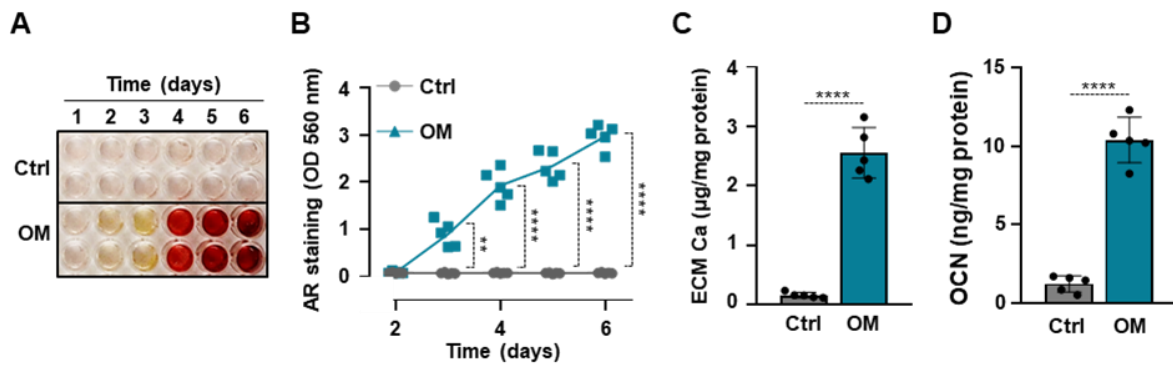 A
Time (days)
1 2 3 4 5 6
Ctrl
OM
B
AR staining (OD 560 nm)
4
3
2
1
0
Ctrl
OM
**
****
****
****
2 4 6
Time (days)
C
ECM Ca (µg/mg protein)
4
3
2
1
0
****
Ctrl OM
D
OCN (ng/mg protein)
15
10
5
0
****
Ctrl OM